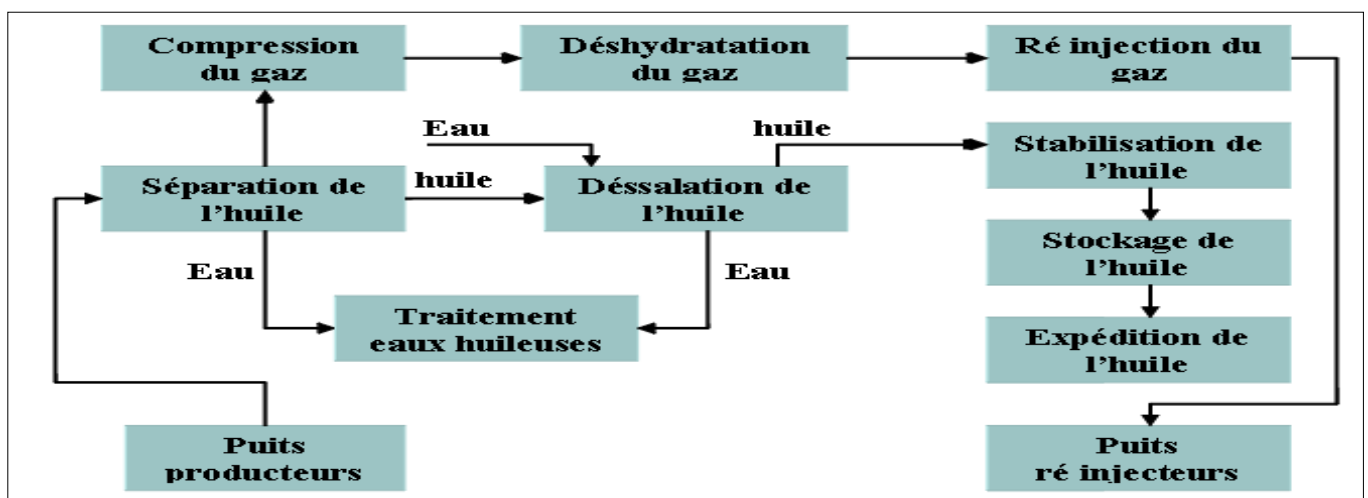 Compression
du gaz
Déshydratation
du gaz
Ré injection du
gaz
Eau
huile
Stabilisation de
l'huile
Séparation de
l'huile
huile
Déssalation de
l'huile
Stockage de
l'huile
Eau
Eau
Traitement
eaux huileuses
Expédition de
l'huile
Puits
producteurs
Puits
ré injecteurs